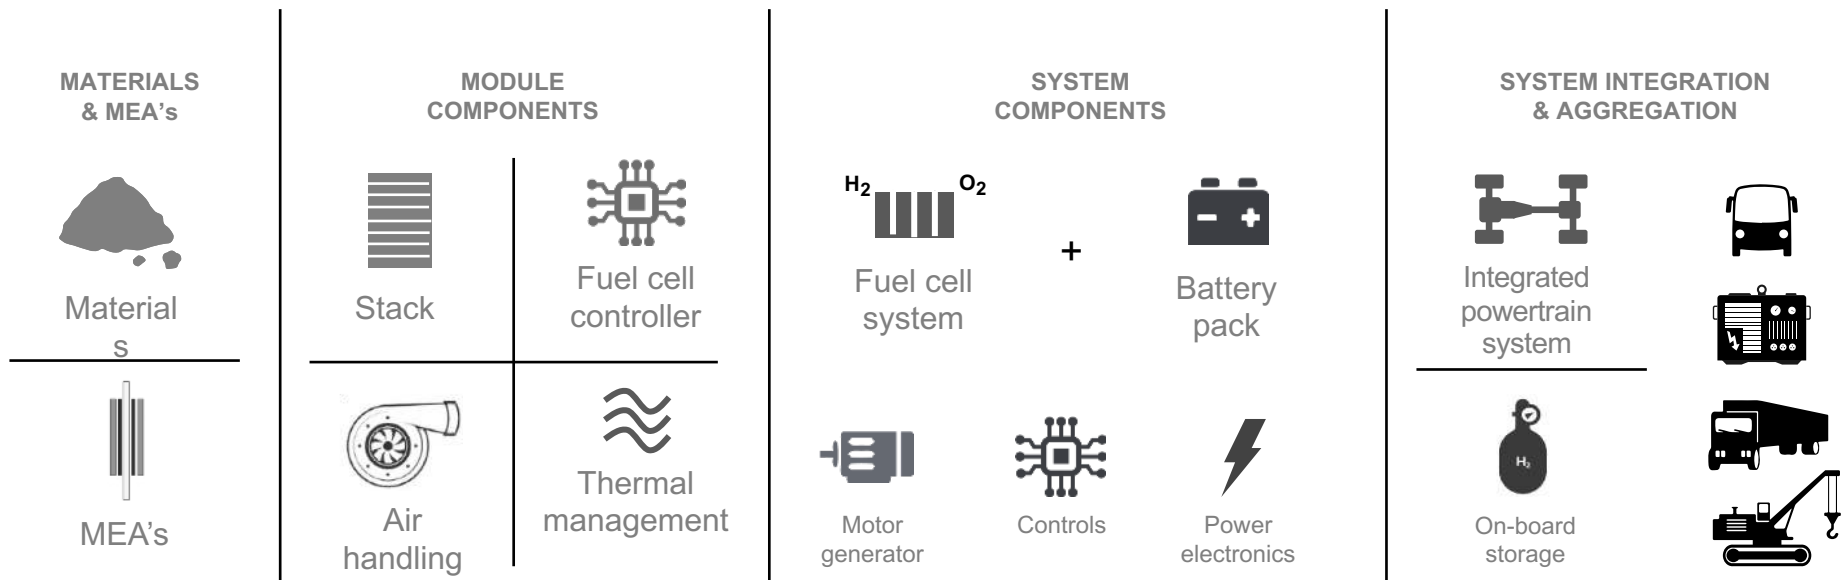 MATERIALS
& MEA's
Material
s
MEA's
MODULE
COMPONENTS
Stack
Fuel cell
controller
Air
handling
Thermal
management
SYSTEM
COMPONENTS
H₂
O₂
Fuel cell
system
+
Battery
pack
Motor
generator
Controls
Power
electronics
SYSTEM INTEGRATION
& AGGREGATION
Integrated
powertrain
system
H₂
On-board
storage